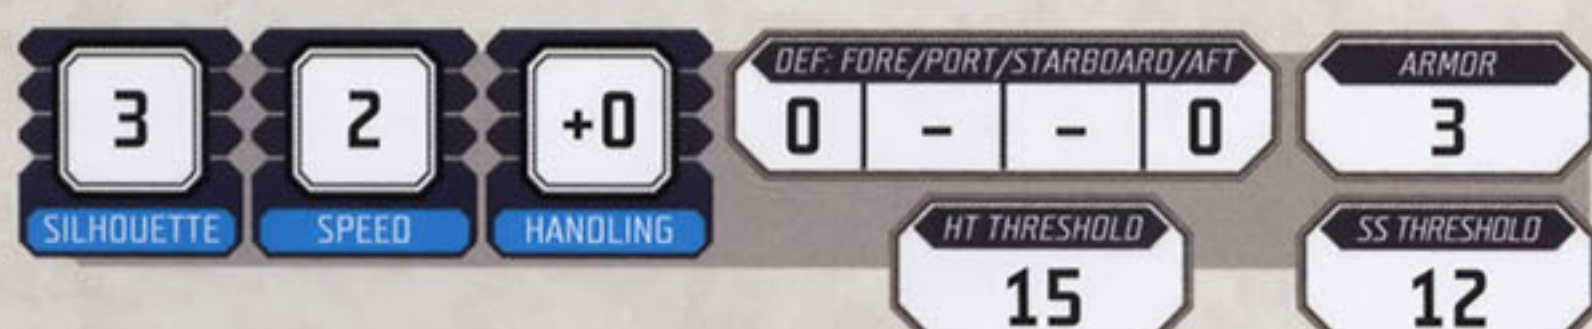 3 2 +0 DEF: FORE/PORT/STARBOARD/AFT ARMOR
0 - - 0 3
SILHOUETTE SPEED HANDLING HT THRESHOLD SS THRESHOLD
15 12